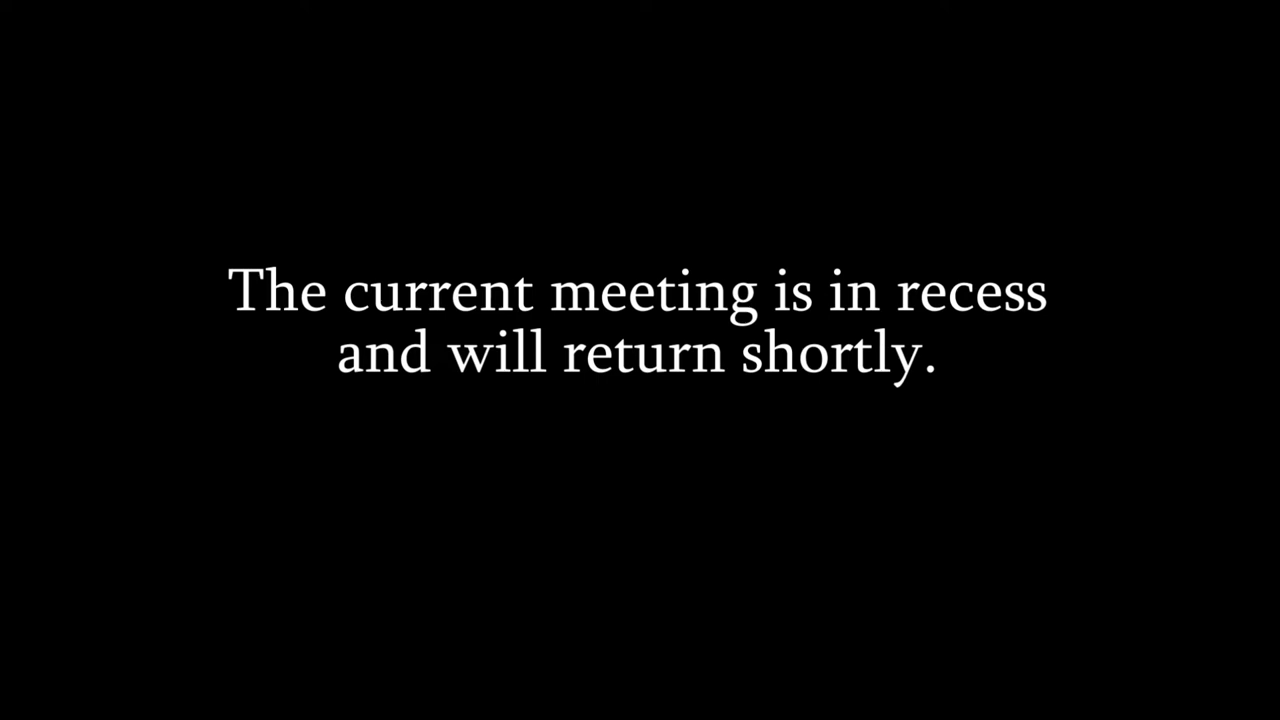 The current meeting is in recess
and will return shortly.